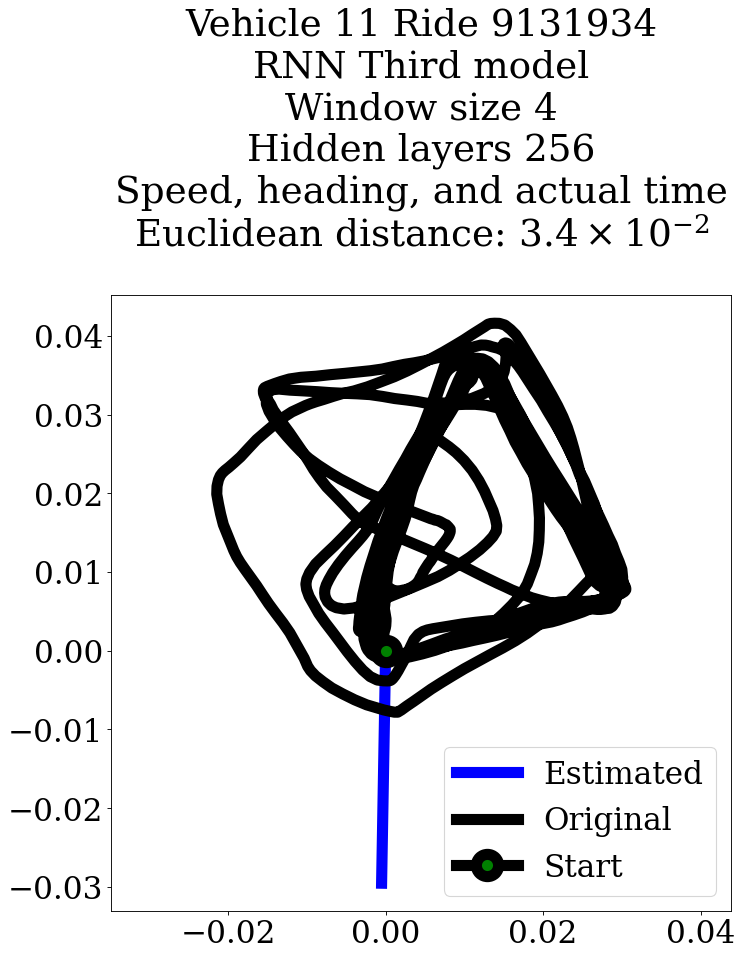 Vehicle 11 Ride 9131934
RNN Third model
Window size 4
Hidden layers 256
Speed, heading, and actual time
Euclidean distance: 3.4 × 10⁻²
0.04
0.03
0.02
0.01
0.00
−0.01
−0.02
−0.03
Estimated
Original
Start
−0.02 0.00 0.02 0.04